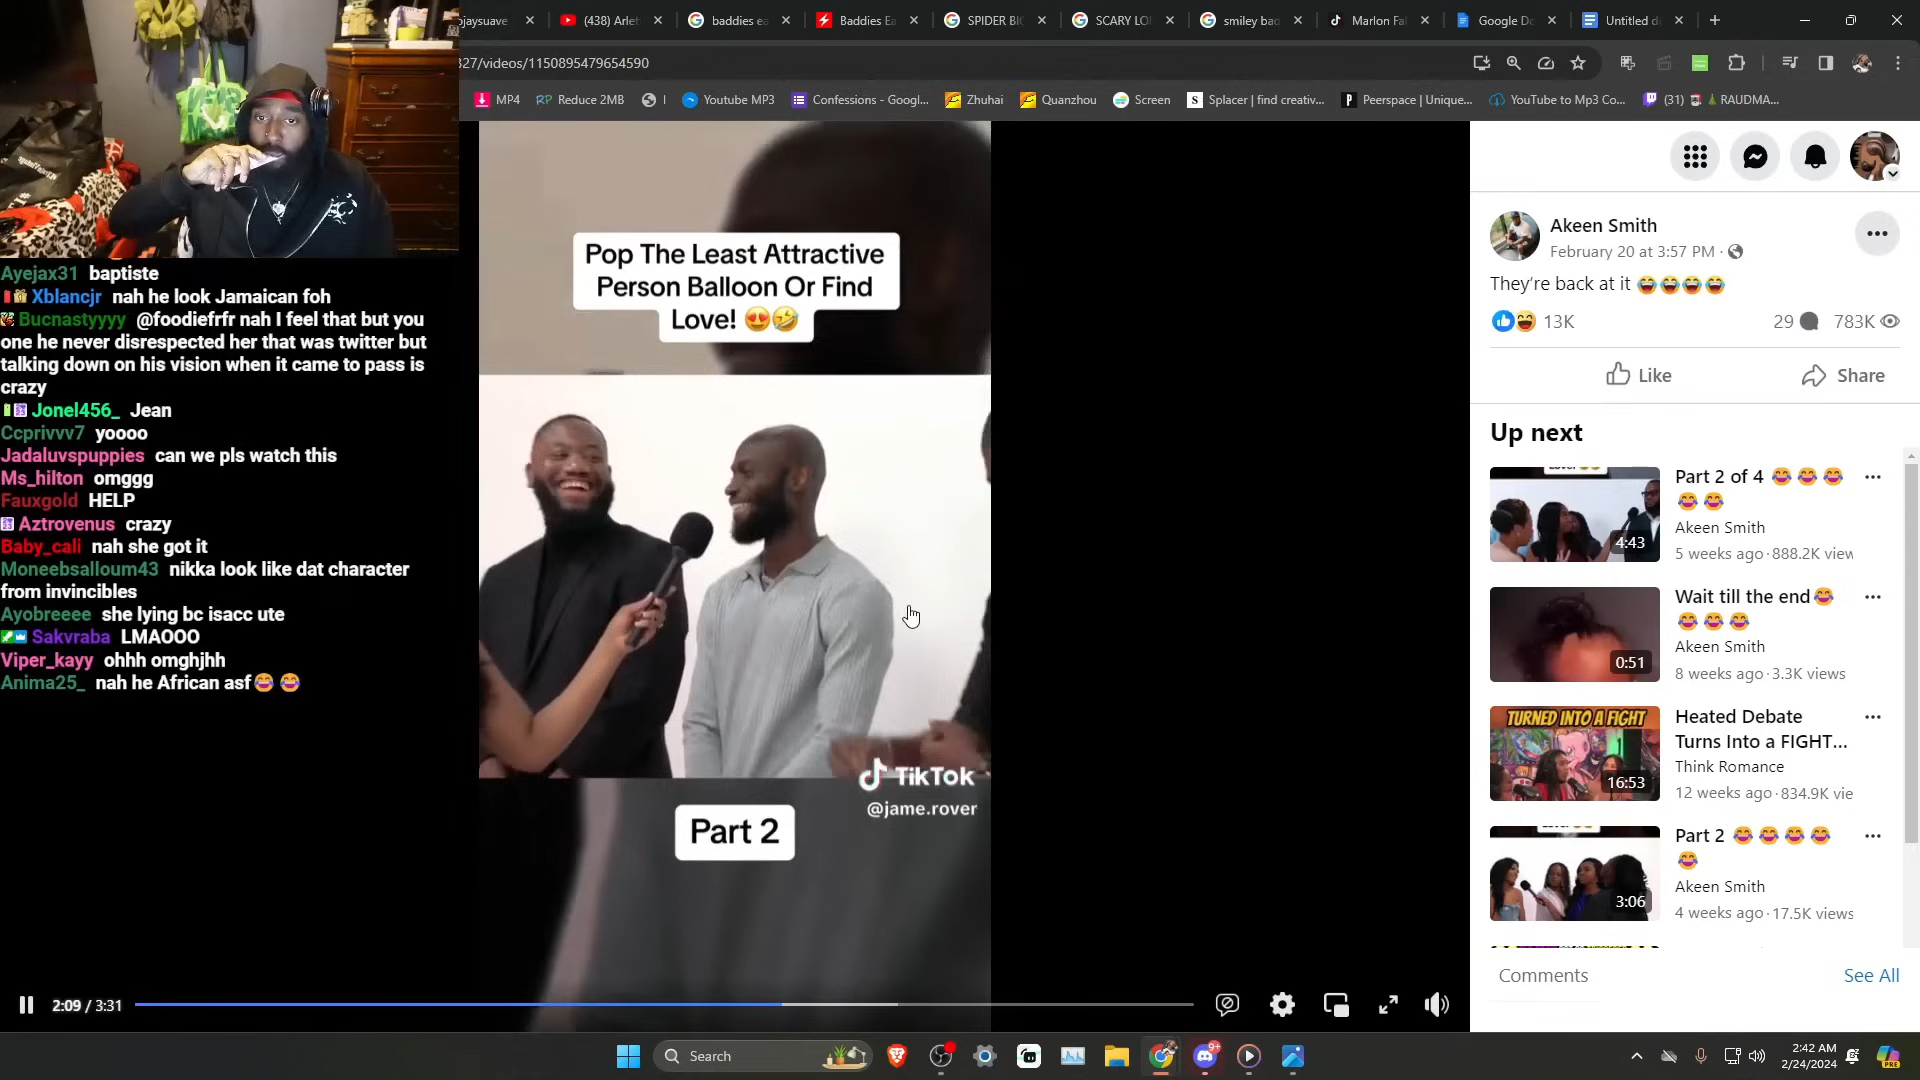 ojaysuave
(438) Arlet
baddies ea
Baddies Ea
SPIDER BIG
SCARY LO
smiley bad
Marlon Fal
Google Do
Untitled d
327/videos/1150895479654590
MP4
Reduce 2MB
Youtube MP3
Confessions - Googl...
Zhuhai
Quanzhou
Screen
Splacer | find creativ...
Peerspace | Unique...
YouTube to Mp3 Co...
(31) RAUDMA...
Ayejax31 baptiste
Xblancjr nah he look Jamaican foh
Bucnastyyyy @foodiefrfr nah I feel that but you
one he never disrespected her that was twitter but
talking down on his vision when it came to pass is
crazy
Jonel456_ Jean
Ccprivvv7 yoooo
Jadaluvspuppies can we pls watch this
Ms_hilton omggg
Fauxgold HELP
Aztrovenus crazy
Baby_cali nah she got it
Moneebsalloum43 nikka look like dat character
from invincibles
Ayobreeee she lying bc isacc ute
Sakvraba LMAOOO
Viper_kayy ohhh omghjhh
Anima25_ nah he African asf😂 😂
Pop The Least Attractive
Person Balloon Or Find
Love! 😍🤣
TikTok
@jame.rover
Part 2
2:09 / 3:31
Akeen Smith
February 20 at 3:57 PM ·
They're back at it 😂😂😂😂
13K
29
783K
Like
Share
Up next
Part 2 of 4 😂 😂 😂
😂 😂
Akeen Smith
5 weeks ago · 888.2K view
4:43
Wait till the end😂
😂 😂 😂
Akeen Smith
8 weeks ago · 3.3K views
0:51
TURNED INTO A FIGHT
Heated Debate
Turns Into a FIGHT...
Think Romance
12 weeks ago · 834.9K vie
16:53
Part 2 😂 😂 😂 😂
😂
Akeen Smith
4 weeks ago · 17.5K views
3:06
Comments
See All
Search
9+
2:42 AM
2/24/2024
PRE